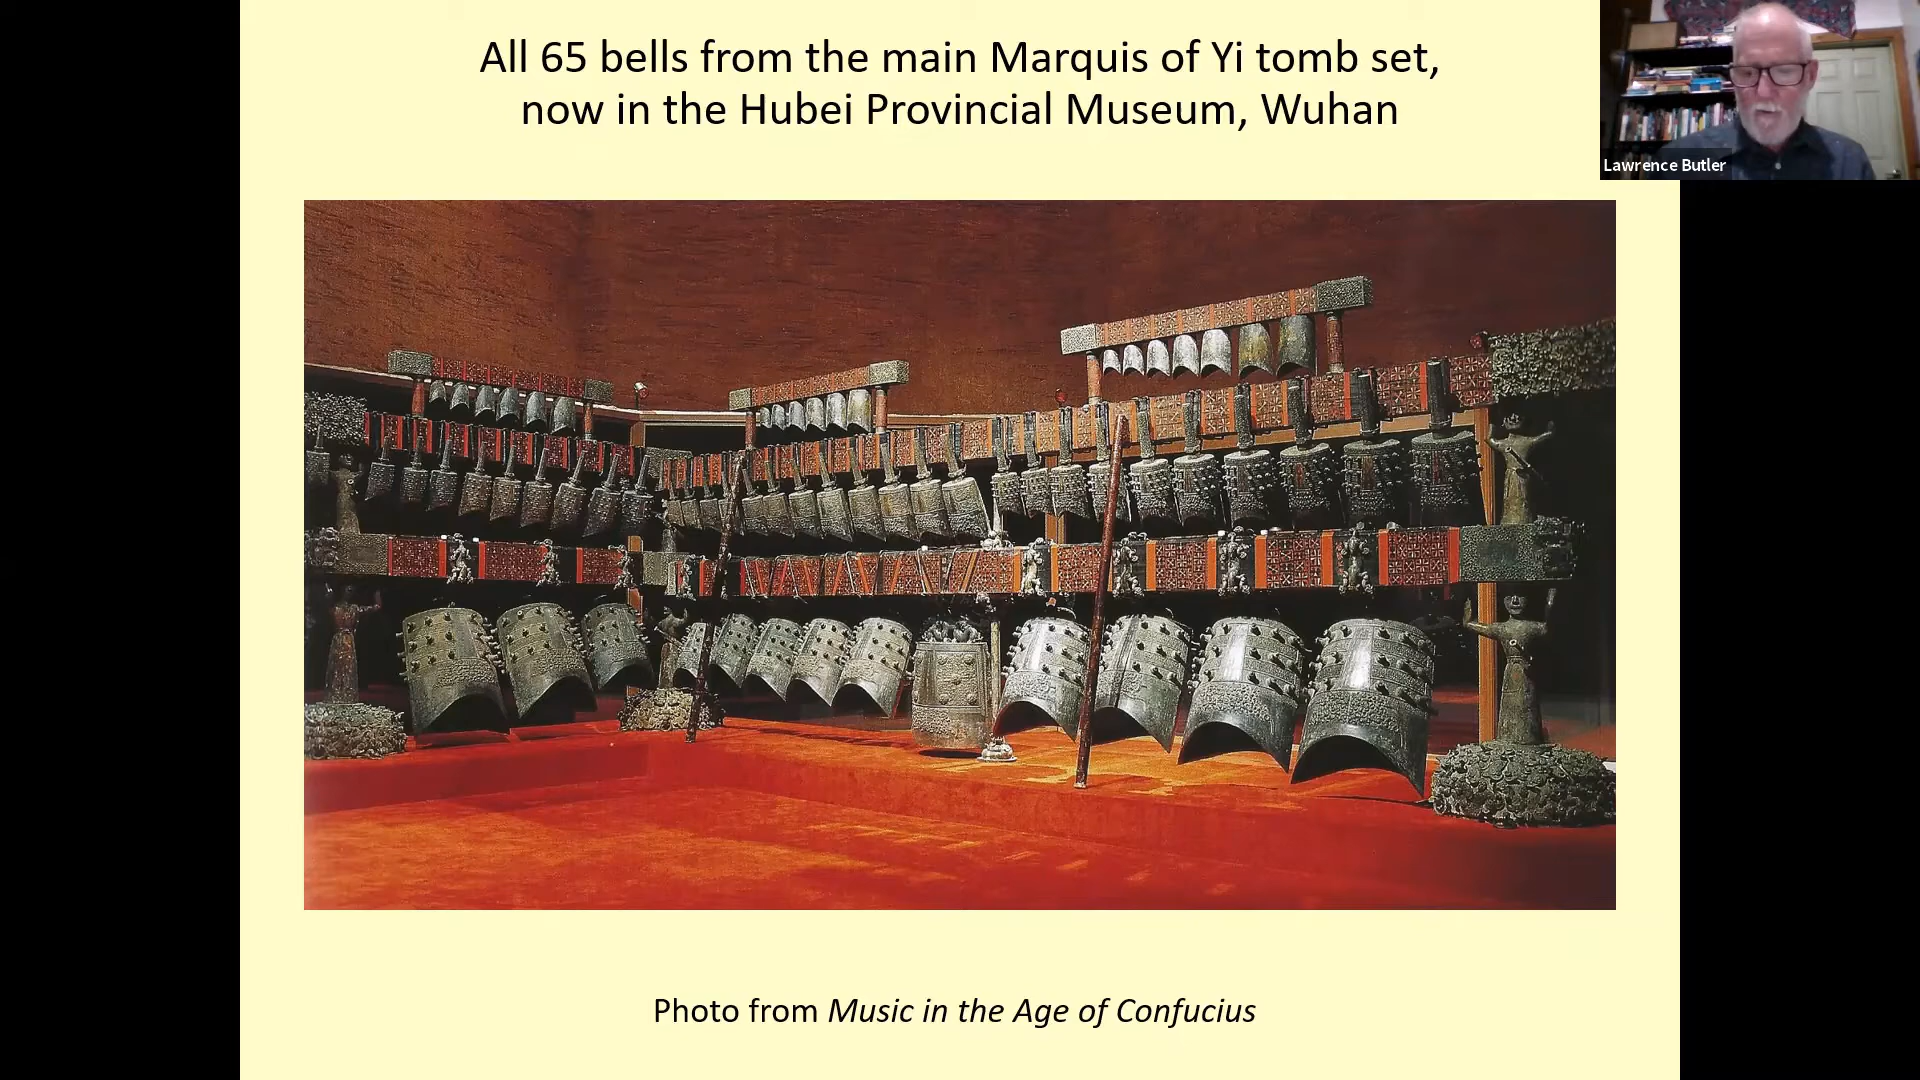 All 65 bells from the main Marquis of Yi tomb set,
now in the Hubei Provincial Museum, Wuhan
Lawrence Butler
Photo from Music in the Age of Confucius